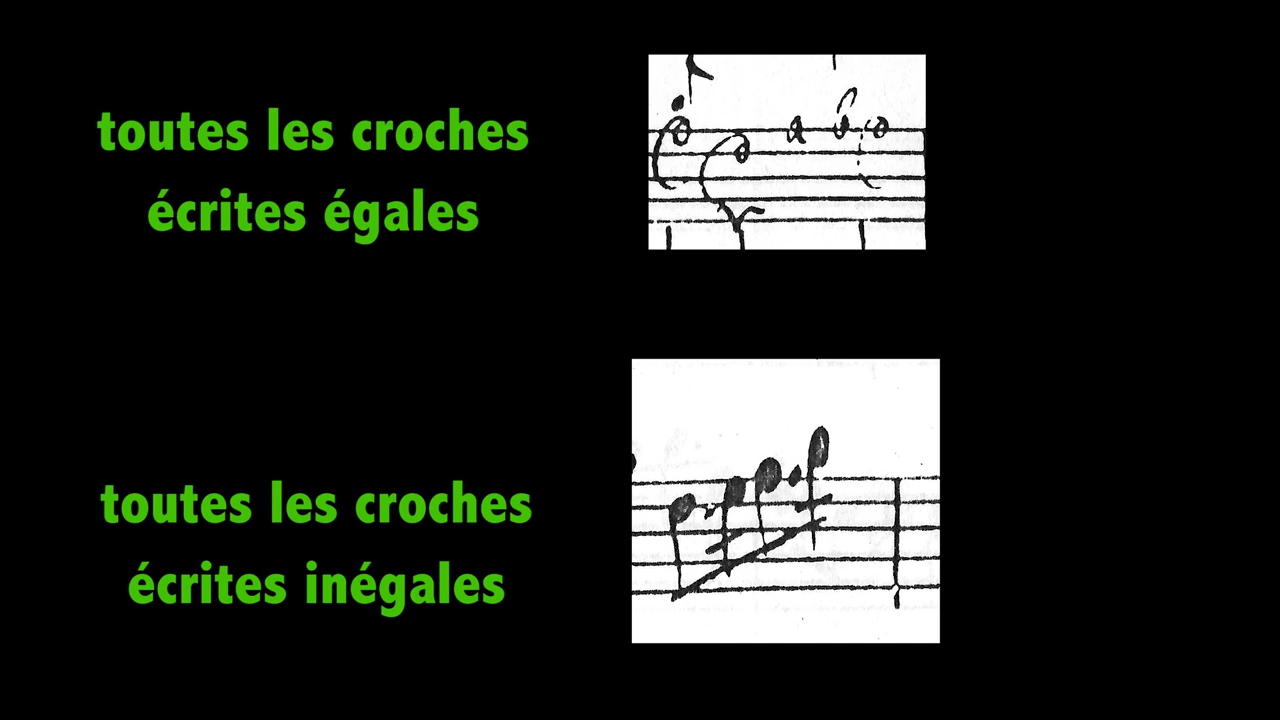 toutes les croches
écrites égales
toutes les croches
écrites inégales